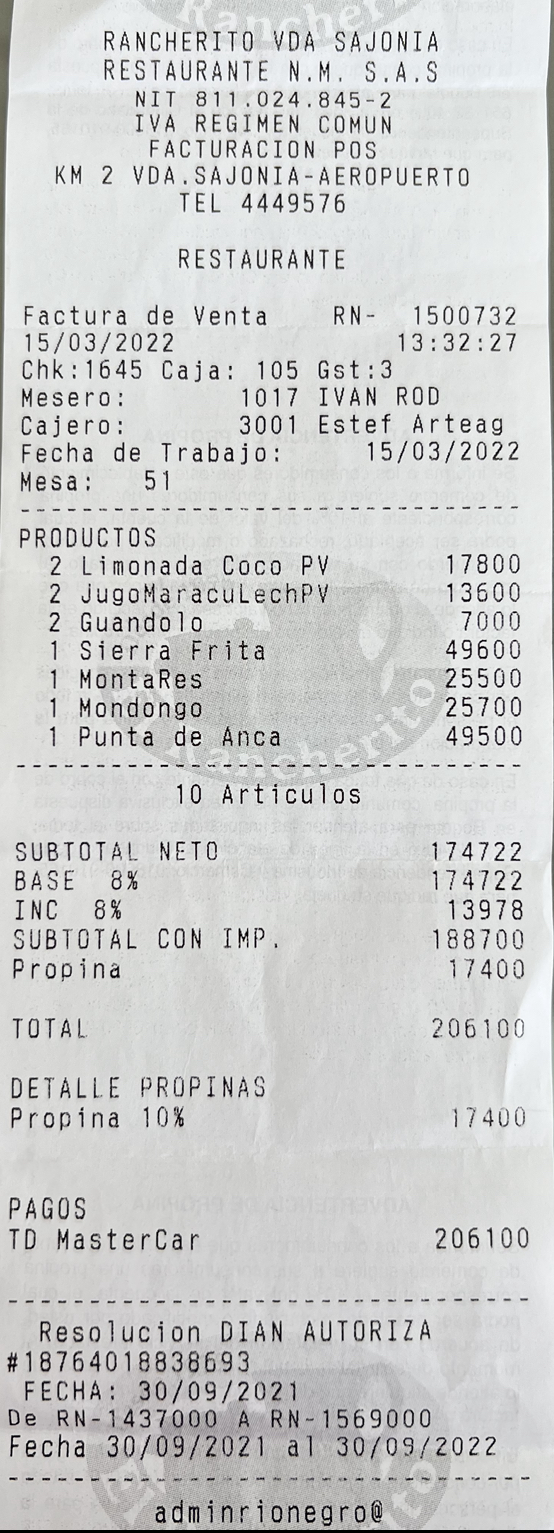 RANCHERITO VDA SAJONIA
RESTAURANTE N.M. S.A.S
NIT 811.024.845-2
IVA REGIMEN COMUN
FACTURACION POS
KM 2 VDA.SAJONIA-AEROPUERTO
TEL 4449576
RESTAURANTE
Factura de Venta RN- 1500732
15/03/2022 13:32:27
Chk:1645 Caja: 105 Gst:3
Mesero: 1017 IVAN ROD
Cajero: 3001 Estef Arteag
Fecha de Trabajo: 15/03/2022
Mesa: 51
--------------------------------
PRODUCTOS
2 Limonada Coco PV 17800
2 JugoMaracuLechPV 13600
2 Guandolo 7000
1 Sierra Frita 49600
1 MontaRes 25500
1 Mondongo 25700
1 Punta de Anca 49500
--------------------------------
10 Articulos
SUBTOTAL NETO 174722
BASE 8% 174722
INC 8% 13978
SUBTOTAL CON IMP. 188700
Propina 17400
TOTAL 206100
DETALLE PROPINAS
Propina 10% 17400
PAGOS
TD MasterCar 206100
--------------------------------
Resolucion DIAN AUTORIZA
#18764018838693
FECHA: 30/09/2021
De RN-1437000 A RN-1569000
Fecha 30/09/2021 al 30/09/2022
--------------------------------
adminrionegro@